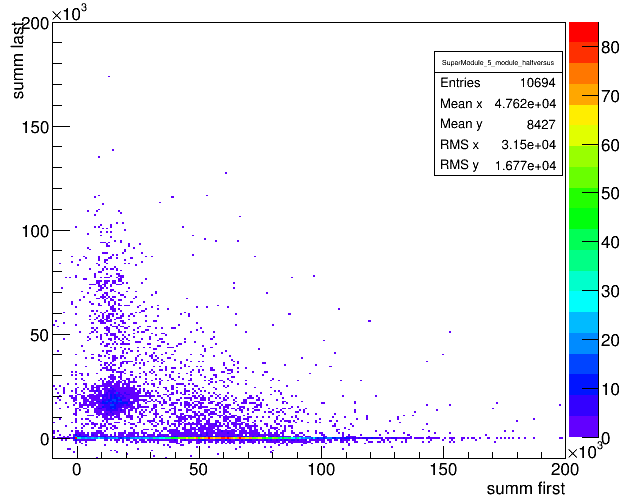 ×10³
200
summ last
150
100
50
0
0
50
100
150
200
×10³
summ first
SuperModule_5_module_halfversus
Entries 10694
Mean x 4.762e+04
Mean y 8427
RMS x 3.15e+04
RMS y 1.677e+04
80
70
60
50
40
30
20
10
0